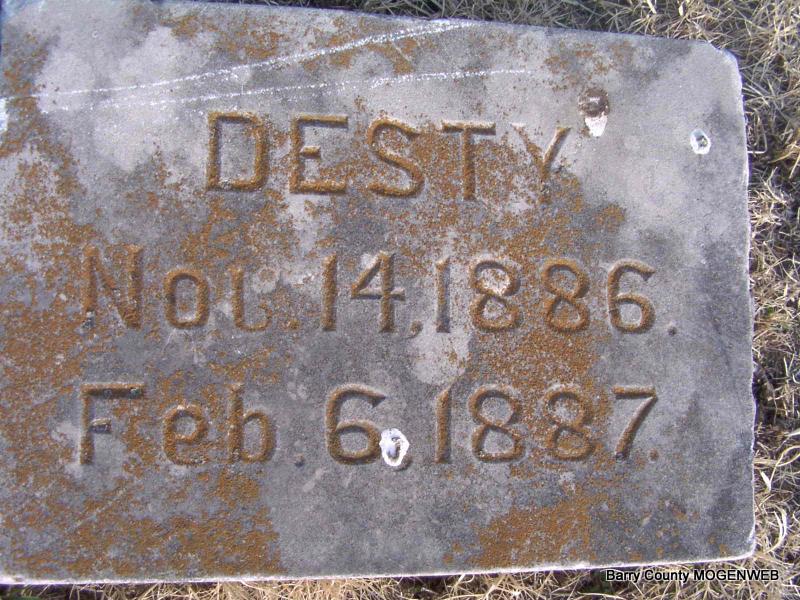 DESTY
Nov. 14, 1886.
Feb. 6, 1887.
Barry County MOGENWEB